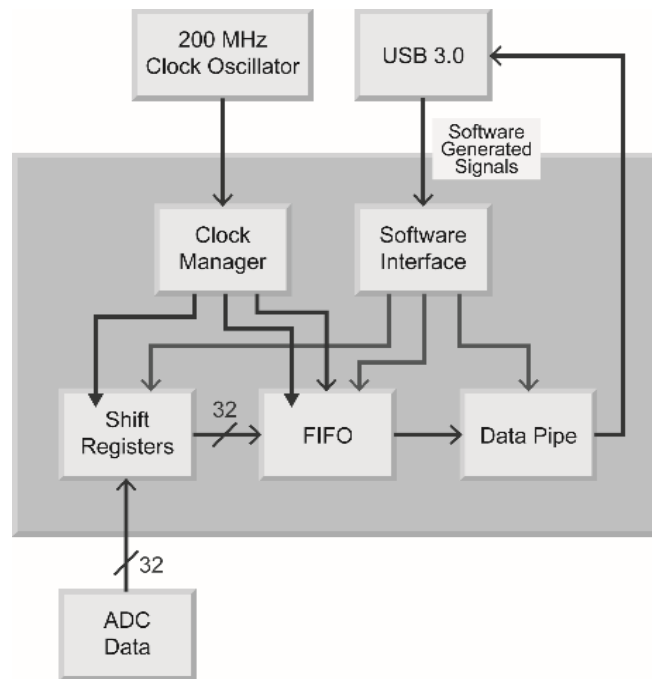 200 MHz
Clock Oscillator
USB 3.0
Software
Generated
Signals
Clock
Manager
Software
Interface
Shift
Registers
32
FIFO
Data Pipe
32
ADC
Data